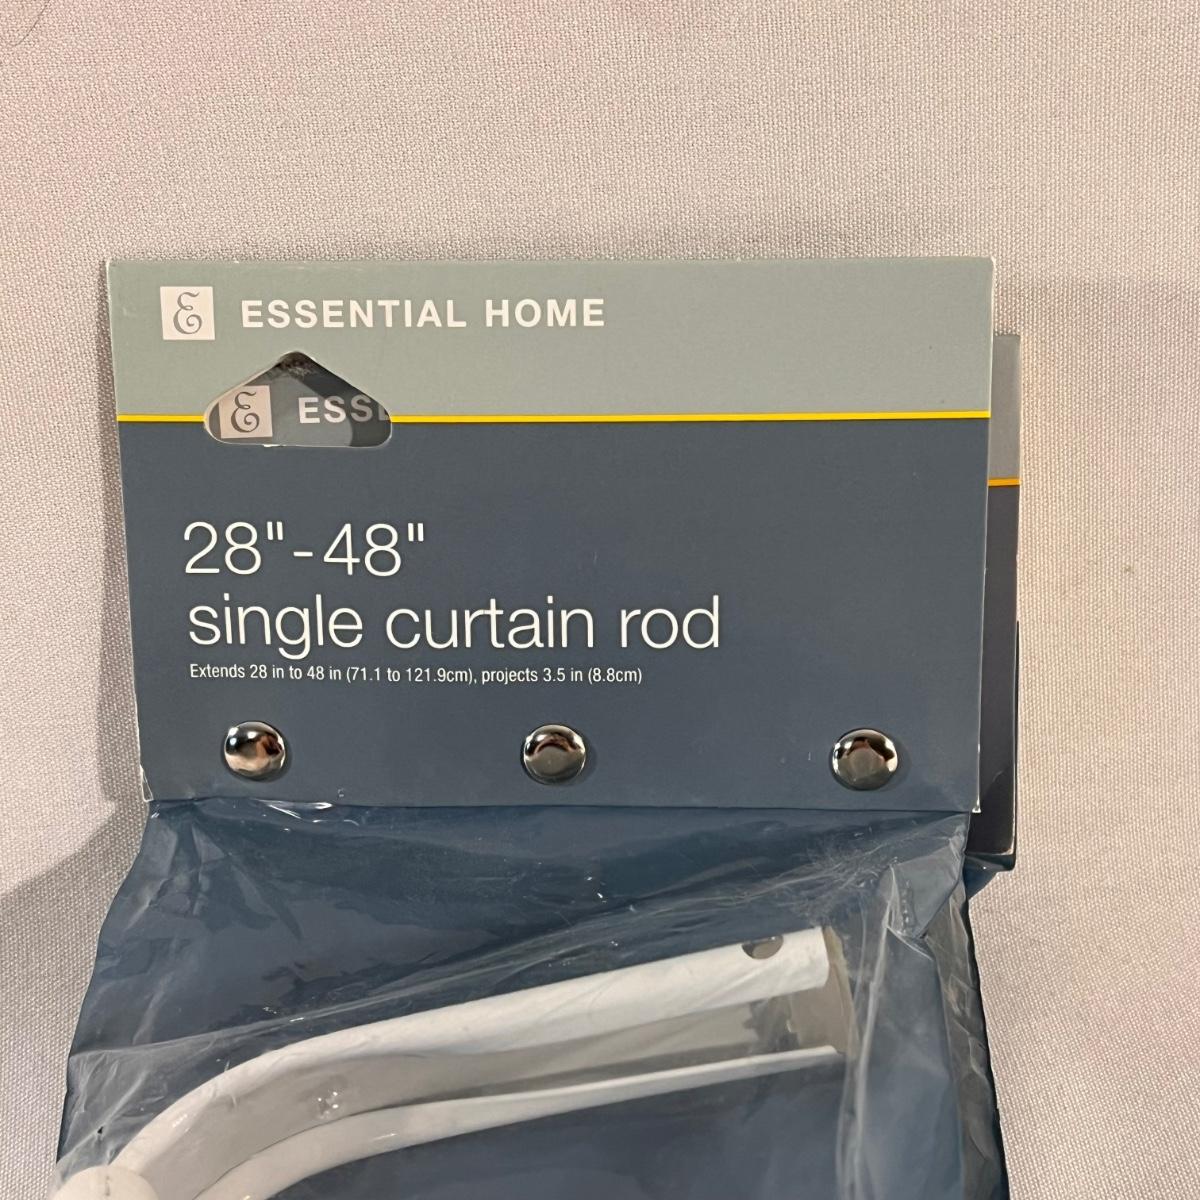 E ESSENTIAL HOME
E ESSE
28"-48"
single curtain rod
Extends 28 in to 48 in (71.1 to 121.9cm), projects 3.5 in (8.8cm)